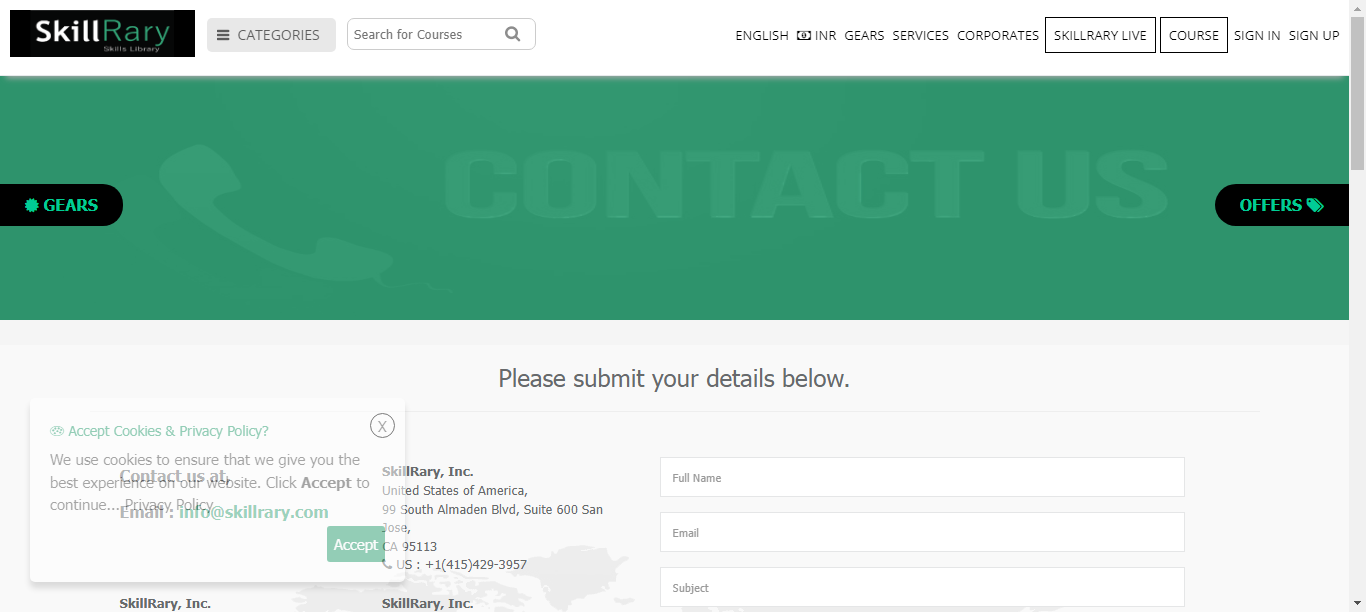 SkillRary
Skills Library
CATEGORIES
Search for Courses
ENGLISH INR GEARS SERVICES CORPORATES SKILLRARY LIVE COURSE SIGN IN SIGN UP
CONTACT US
GEARS
OFFERS
Please submit your details below.
Accept Cookies & Privacy Policy?
X
We use cookies to ensure that we give you the
best experience on our website. Click Accept to
continue... Privacy Policy
Accept
Contact us at,
Email : info@skillrary.com
SkillRary, Inc.
United States of America,
99 South Almaden Blvd, Suite 600 San
Jose,
CA 95113
US : +1(415)429-3957
Full Name
Email
Subject
SkillRary, Inc.
SkillRary, Inc.